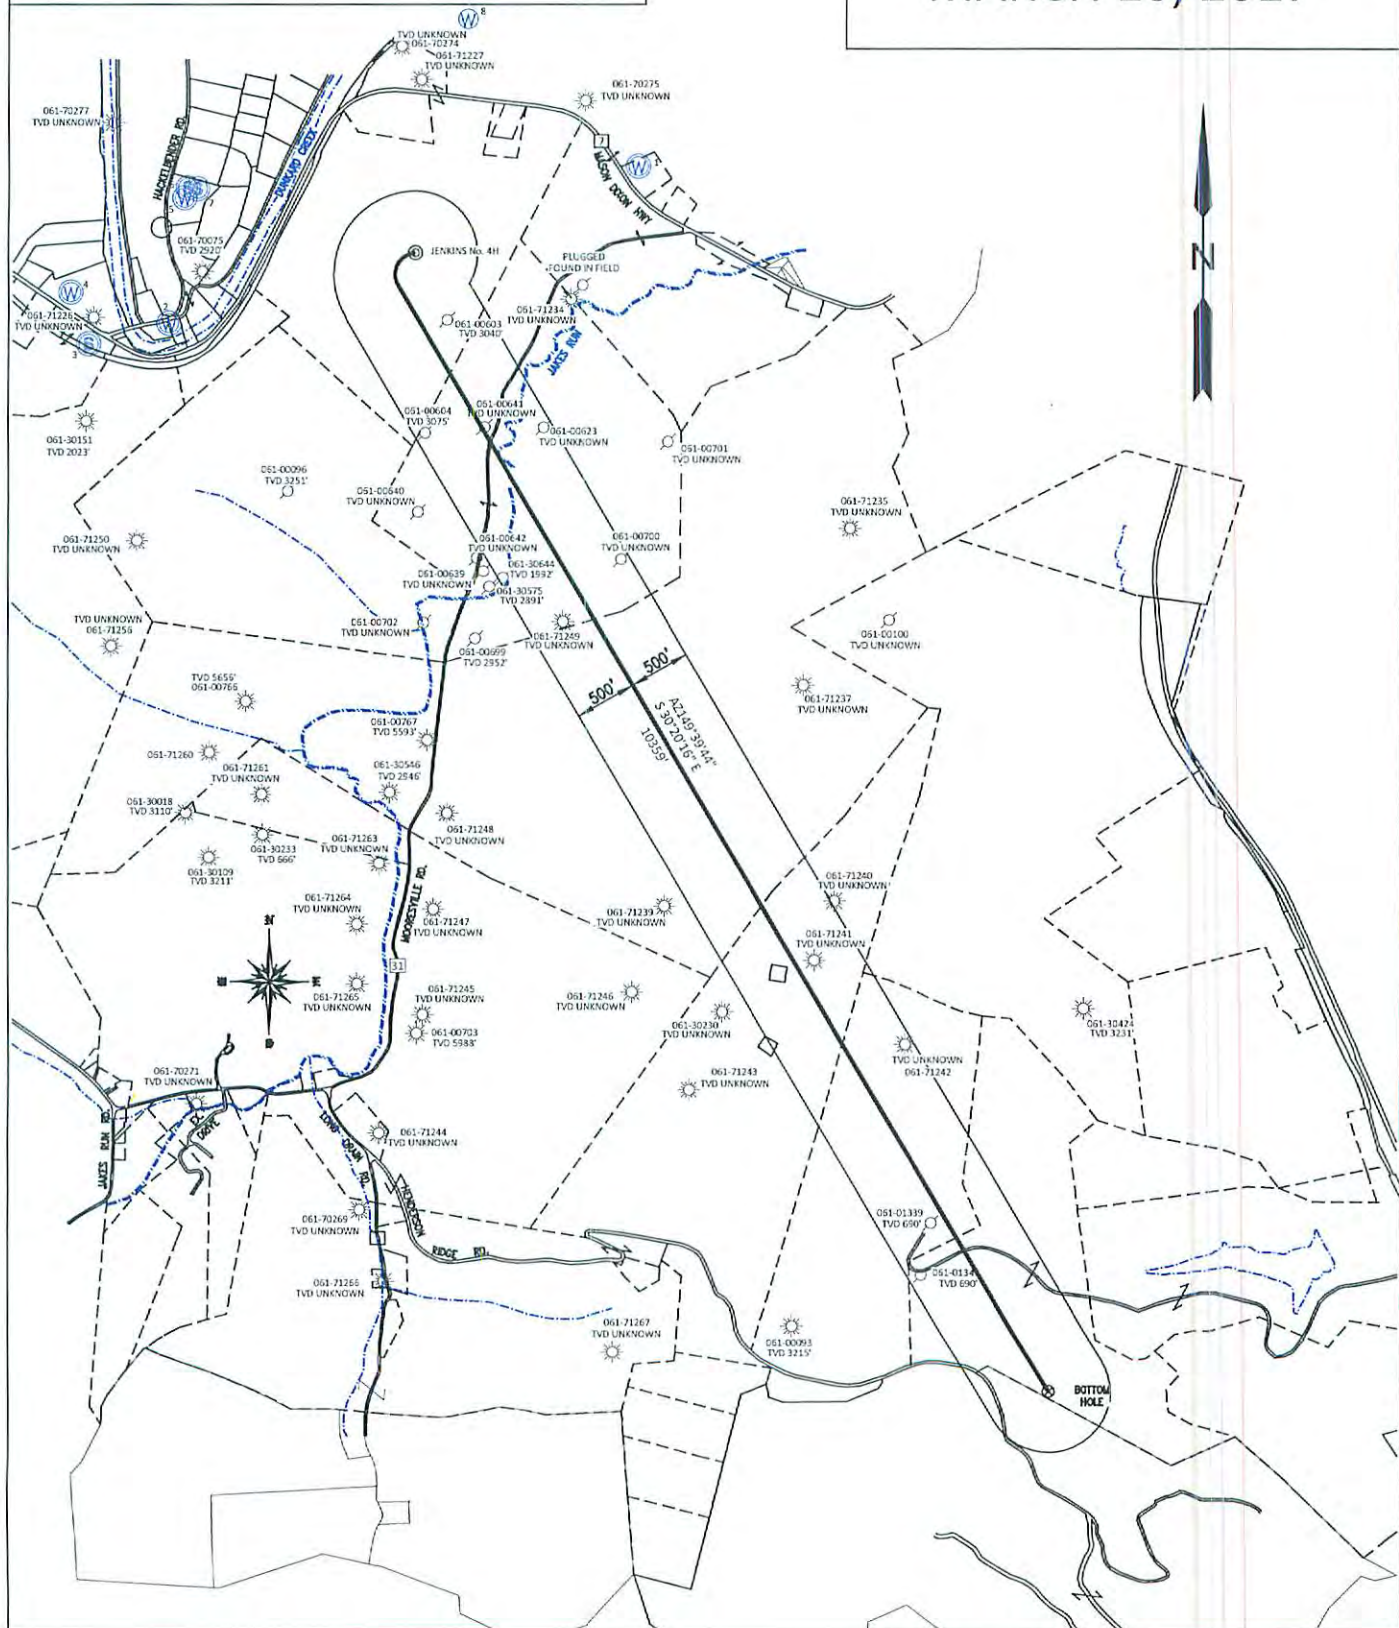 8
TVD UNKNOWN
061-70274
061-71227
TVD UNKNOWN
061-70275
TVD UNKNOWN
061-70277
TVD UNKNOWN
HACKELBENDER RD.
DUNKARD CREEK
7
MASON DIXON HWY
W
061-70075
TVD 2920'
JENKINS No. 4H
PLUGGED
FOUND IN FIELD
N
W
4
061-71226
TVD UNKNOWN
2
S
3
061-00603
TVD 3040'
061-71234
TVD UNKNOWN
JAKES RUN
061-00604
TVD 3075'
061-00641
TVD UNKNOWN
061-00623
TVD UNKNOWN
061-00701
TVD UNKNOWN
061-30151
TVD 2023'
061-00096
TVD 3251'
061-00640
TVD UNKNOWN
061-71235
TVD UNKNOWN
061-71250
TVD UNKNOWN
061-00642
TVD UNKNOWN
061-00700
TVD UNKNOWN
061-30644
TVD 1992'
061-00639
TVD UNKNOWN
061-30575
TVD 2891'
TVD UNKNOWN
061-71256
061-00702
TVD UNKNOWN
061-71249
TVD UNKNOWN
061-00100
TVD UNKNOWN
061-00699
TVD 2952'
500'
500'
TVD 5656'
061-00766
061-71237
TVD UNKNOWN
AZ149°39'44"
S 30°20'16" E
10359'
061-00767
TVD 5593'
061-71260
061-71261
TVD UNKNOWN
061-30546
TVD 2946'
061-30018
TVD 3110'
061-71248
TVD UNKNOWN
061-30233
TVD 666'
061-71263
TVD UNKNOWN
061-30109
TVD 3211'
MOORESVILLE RD.
061-71240
TVD UNKNOWN
061-71264
TVD UNKNOWN
061-71247
TVD UNKNOWN
061-71239
TVD UNKNOWN
061-71241
TVD UNKNOWN
31
061-71265
TVD UNKNOWN
061-71245
TVD UNKNOWN
061-71246
TVD UNKNOWN
061-00703
TVD 5988'
061-30230
TVD UNKNOWN
061-30424
TVD 3231'
TVD UNKNOWN
061-71242
061-70271
TVD UNKNOWN
061-71243
TVD UNKNOWN
JAKES RUN RD.
DRIVE
LONG DRAIN RD.
061-71244
TVD UNKNOWN
HENDERSON
RIDGE RD.
061-70269
TVD UNKNOWN
061-01339
TVD 690'
061-71266
TVD UNKNOWN
TVD 690'
061-71267
TVD UNKNOWN
061-00093
TVD 3215'
BOTTOM
HOLE